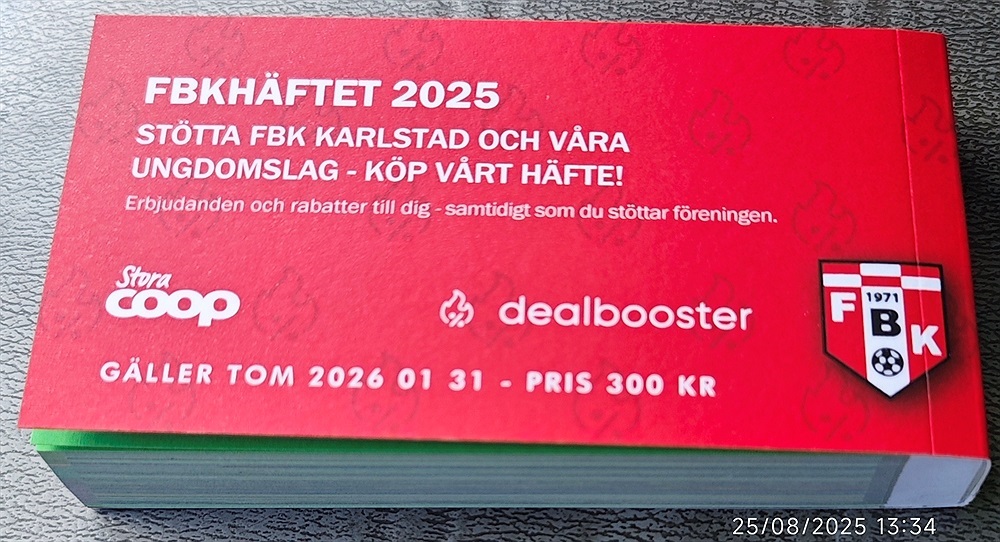 FBKHÄFTET 2025
STÖTTA FBK KARLSTAD OCH VÅRA
UNGDOMSLAG - KÖP VÅRT HÄFTE!
Erbjudanden och rabatter till dig - samtidigt som du stöttar föreningen.
Stora
coop
dealbooster
1971
F B K
GÄLLER TOM 2026 01 31 - PRIS 300 KR
25/08/2025 13:34